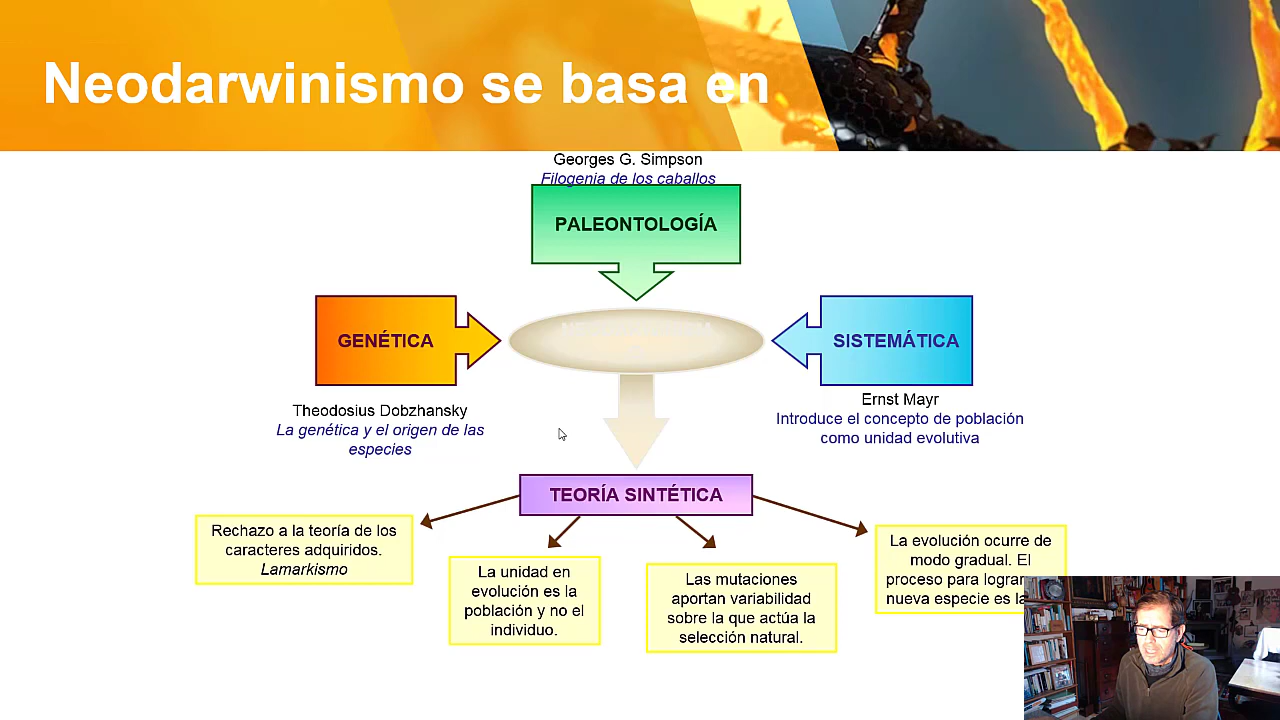 Neodarwinismo se basa en
Georges G. Simpson
Filogenia de los caballos
PALEONTOLOGÍA
GENÉTICA
SISTEMÁTICA
Theodosius Dobzhansky
La genética y el origen de las
especies
Ernst Mayr
Introduce el concepto de población
como unidad evolutiva
TEORÍA SINTÉTICA
Rechazo a la teoría de los
caracteres adquiridos.
Lamarkismo
La unidad en
evolución es la
población y no el
individuo.
Las mutaciones
aportan variabilidad
sobre la que actúa la
selección natural.
La evolución ocurre de
modo gradual. El
proceso para lograr
nueva especie es la